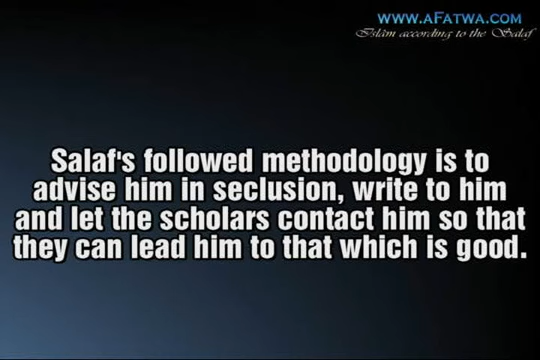 WWW.AFATWA.COM
Islâm according to the Salaf
Salaf's followed methodology is to
advise him in seclusion, write to him
and let the scholars contact him so that
they can lead him to that which is good.